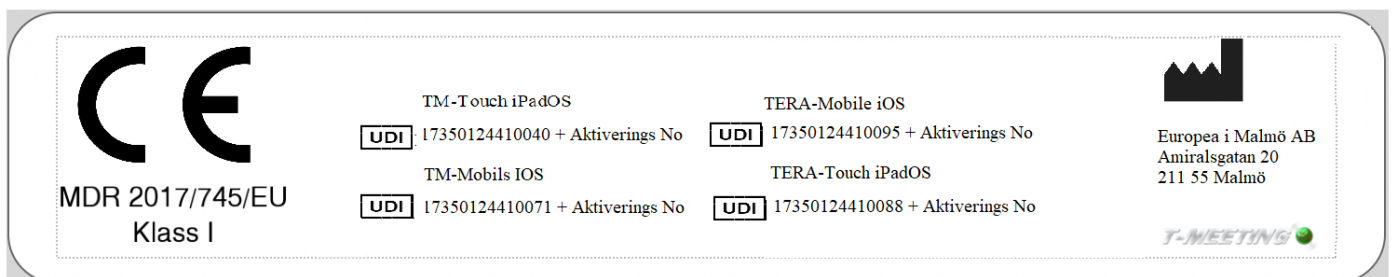 CE
MDR 2017/745/EU
Klass I
TM-Touch iPadOS
UDI 17350124410040 + Aktiverings No
TM-Mobils IOS
UDI 17350124410071 + Aktiverings No
TERA-Mobile iOS
UDI 17350124410095 + Aktiverings No
TERA-Touch iPadOS
UDI 17350124410088 + Aktiverings No
Europea i Malmö AB
Amiralsgatan 20
211 55 Malmö
T-MEETING